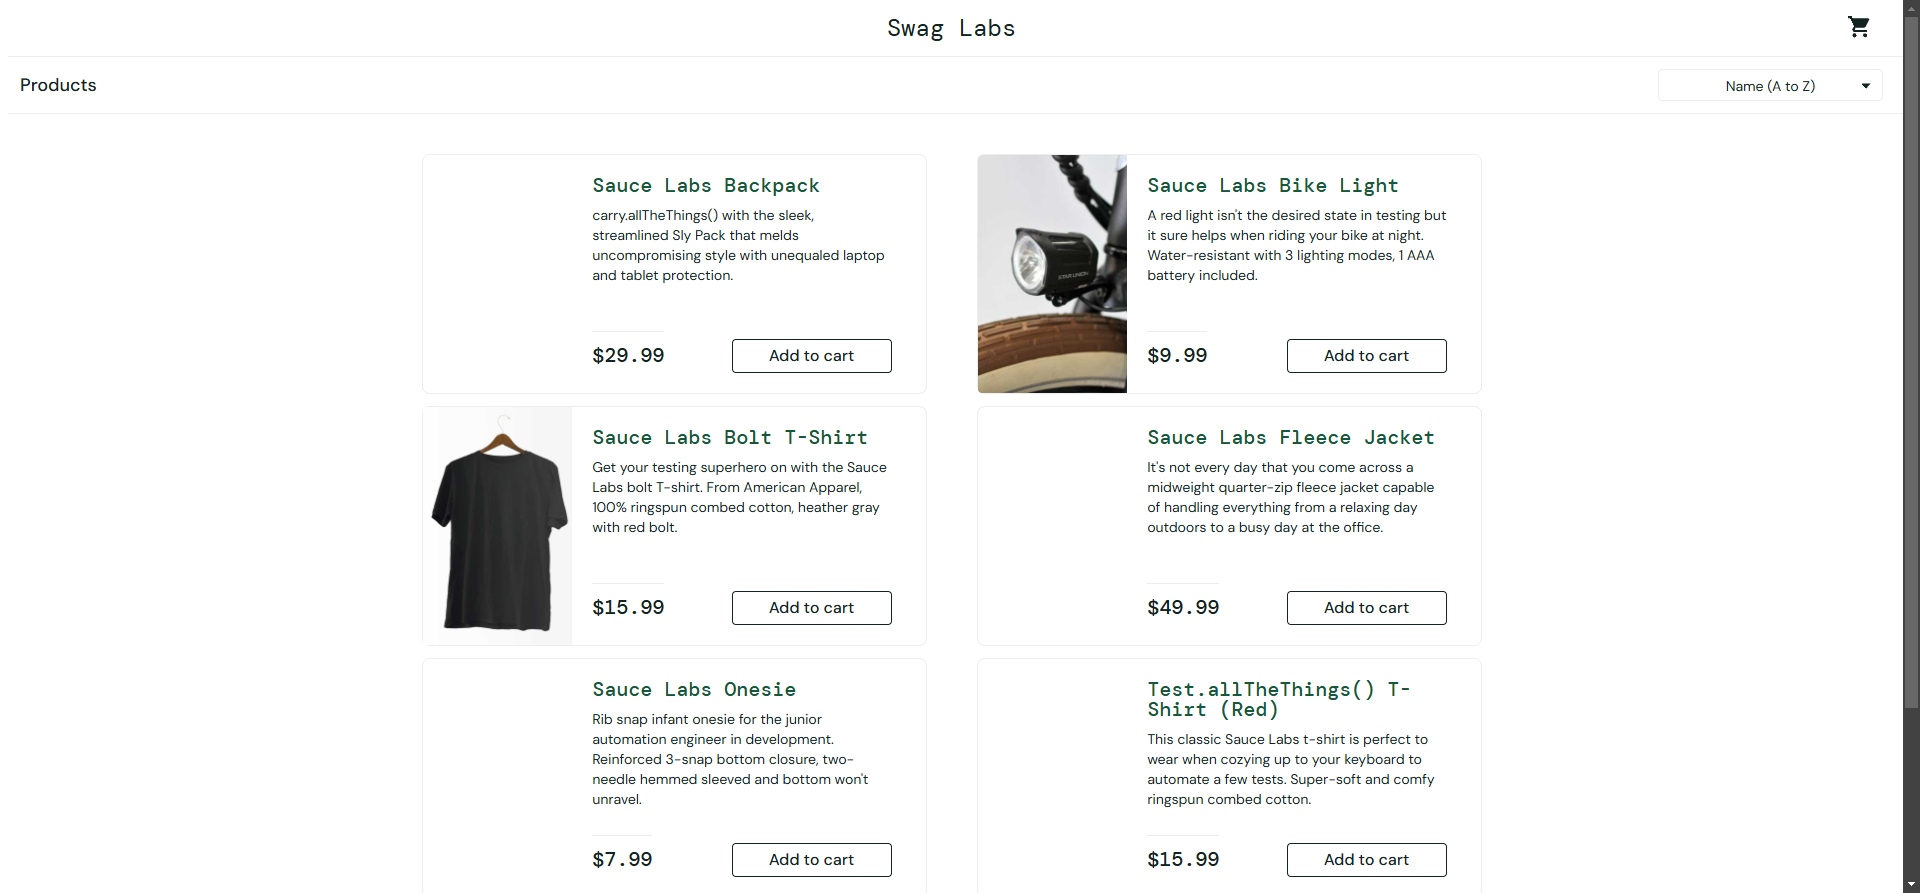 Swag Labs
Products
Name (A to Z)
Sauce Labs Backpack
carry.allTheThings() with the sleek,
streamlined Sly Pack that melds
uncompromising style with unequaled laptop
and tablet protection.
$29.99
Add to cart
Sauce Labs Bike Light
A red light isn't the desired state in testing but
it sure helps when riding your bike at night.
Water-resistant with 3 lighting modes, 1 AAA
battery included.
STAR UNION
$9.99
Add to cart
Sauce Labs Bolt T-Shirt
Get your testing superhero on with the Sauce
Labs bolt T-shirt. From American Apparel,
100% ringspun combed cotton, heather gray
with red bolt.
$15.99
Add to cart
Sauce Labs Fleece Jacket
It's not every day that you come across a
midweight quarter-zip fleece jacket capable
of handling everything from a relaxing day
outdoors to a busy day at the office.
$49.99
Add to cart
Sauce Labs Onesie
Rib snap infant onesie for the junior
automation engineer in development.
Reinforced 3-snap bottom closure, two-
needle hemmed sleeved and bottom won't
unravel.
$7.99
Add to cart
Test.allTheThings() T-
Shirt (Red)
This classic Sauce Labs t-shirt is perfect to
wear when cozying up to your keyboard to
automate a few tests. Super-soft and comfy
ringspun combed cotton.
$15.99
Add to cart